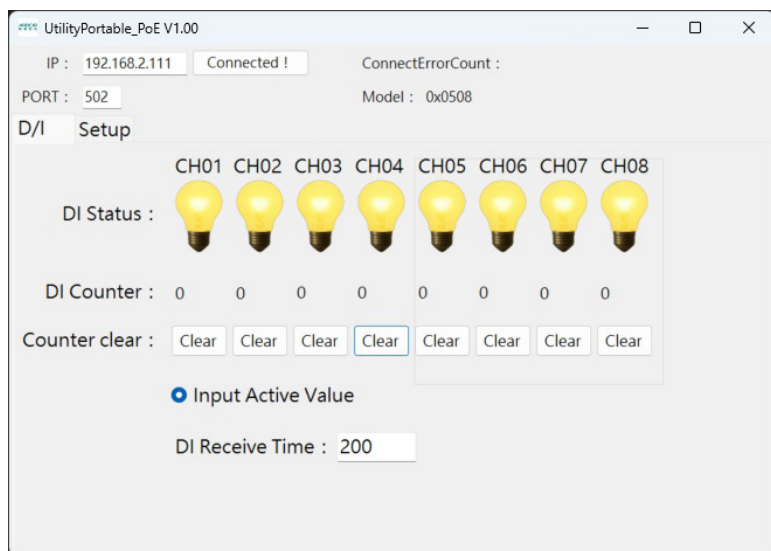 UtilityPortable_PoE V1.00
IP : 192.168.2.111 Connected ! ConnectErrorCount :
PORT : 502 Model : 0x0508
D/I Setup
CH01 CH02 CH03 CH04 CH05 CH06 CH07 CH08
DI Status :
DI Counter : 0 0 0 0 0 0 0 0
Counter clear : Clear Clear Clear Clear Clear Clear Clear Clear
Input Active Value
DI Receive Time : 200